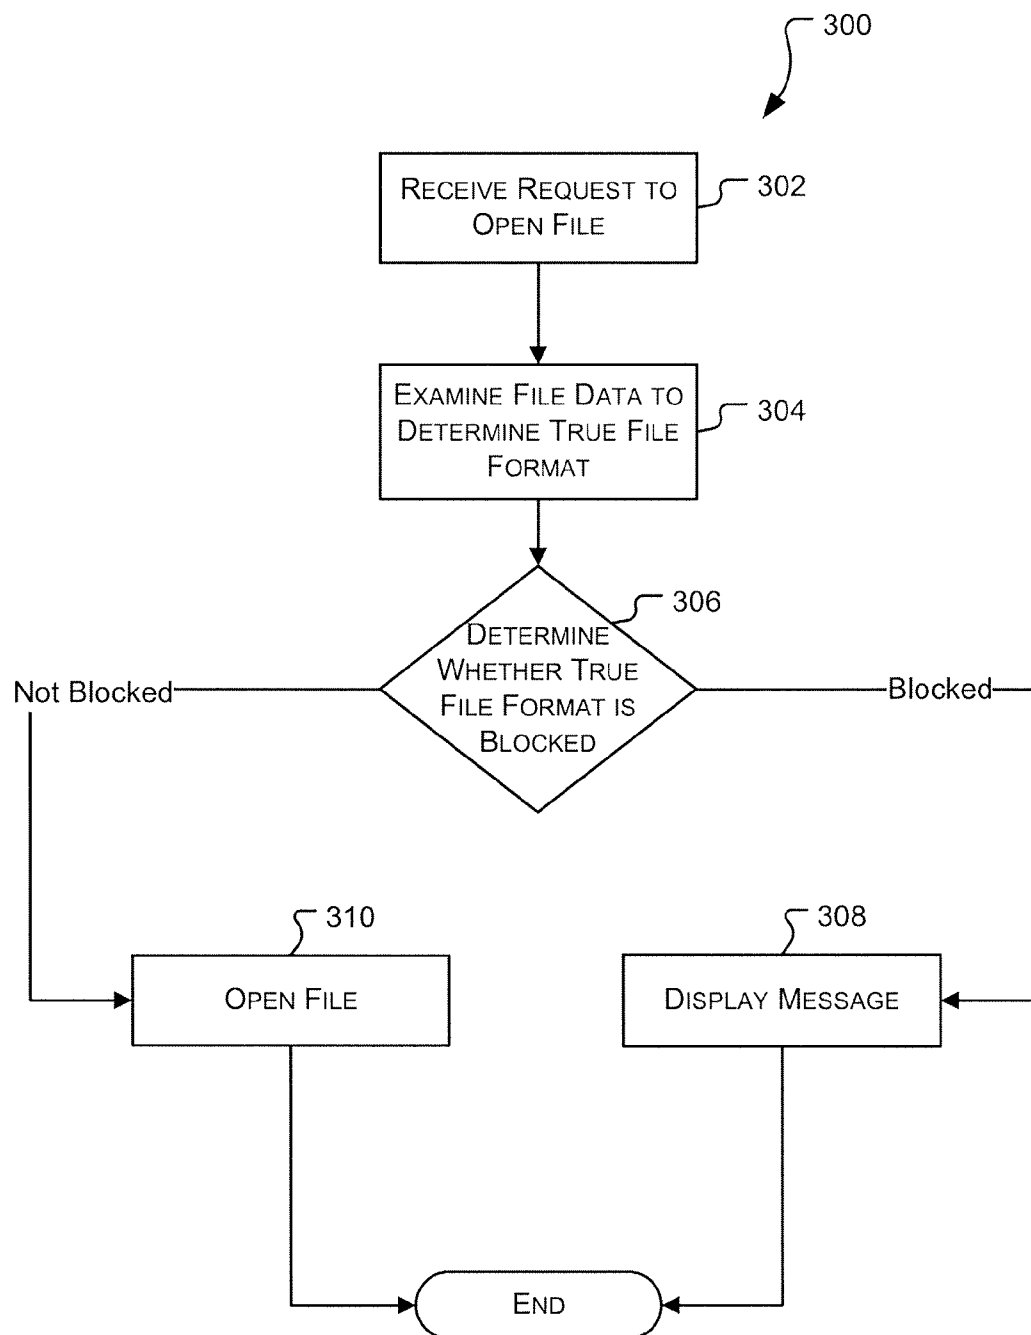 300
RECEIVE REQUEST TO
OPEN FILE
302
EXAMINE FILE DATA TO
DETERMINE TRUE FILE
FORMAT
304
306
DETERMINE
WHETHER TRUE
FILE FORMAT IS
BLOCKED
Not Blocked
Blocked
310
308
OPEN FILE
DISPLAY MESSAGE
END